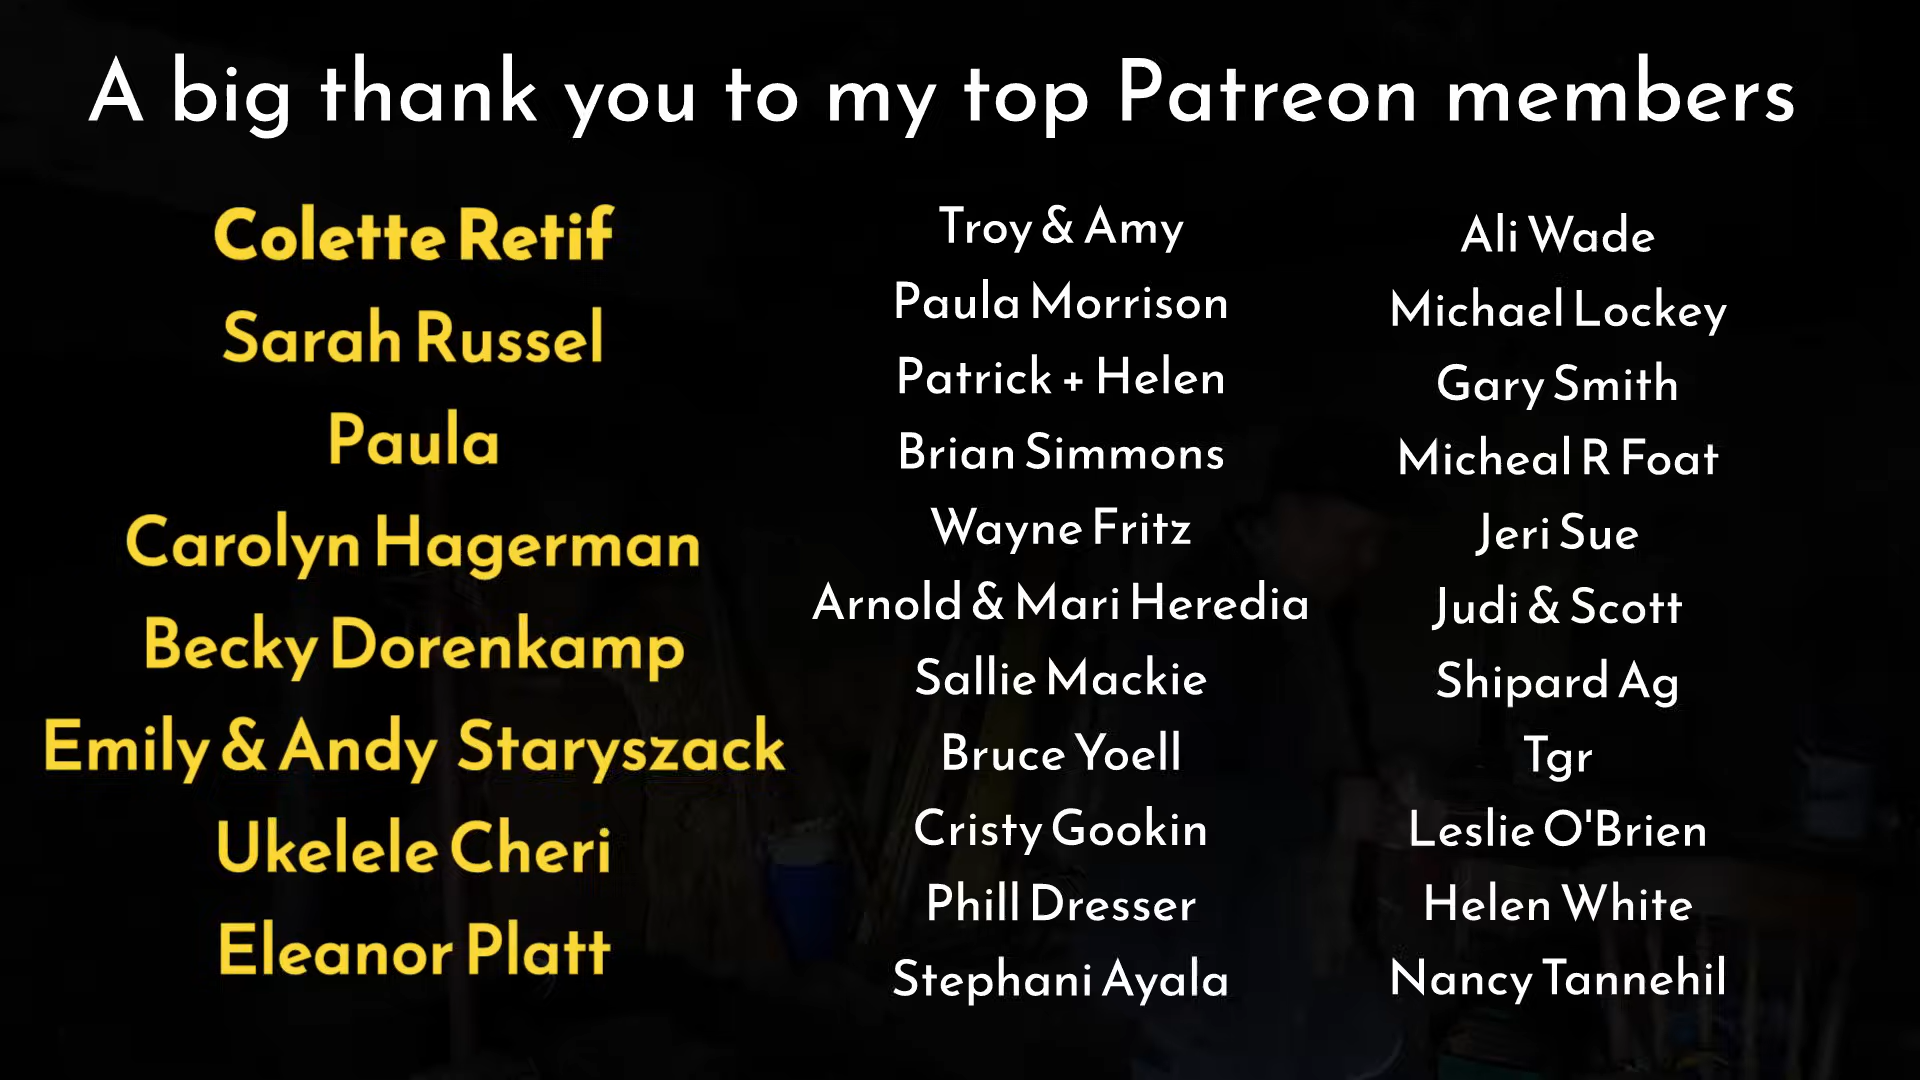 A big thank you to my top Patreon members
Colette Retif
Sarah Russel
Paula
Carolyn Hagerman
Becky Dorenkamp
Emily & Andy Staryszack
Ukelele Cheri
Eleanor Platt
Troy & Amy
Paula Morrison
Patrick + Helen
Brian Simmons
Wayne Fritz
Arnold & Mari Heredia
Sallie Mackie
Bruce Yoell
Cristy Gookin
Phill Dresser
Stephani Ayala
Ali Wade
Michael Lockey
Gary Smith
Micheal R Foat
Jeri Sue
Judi & Scott
Shipard Ag
Tgr
Leslie O'Brien
Helen White
Nancy Tannehil